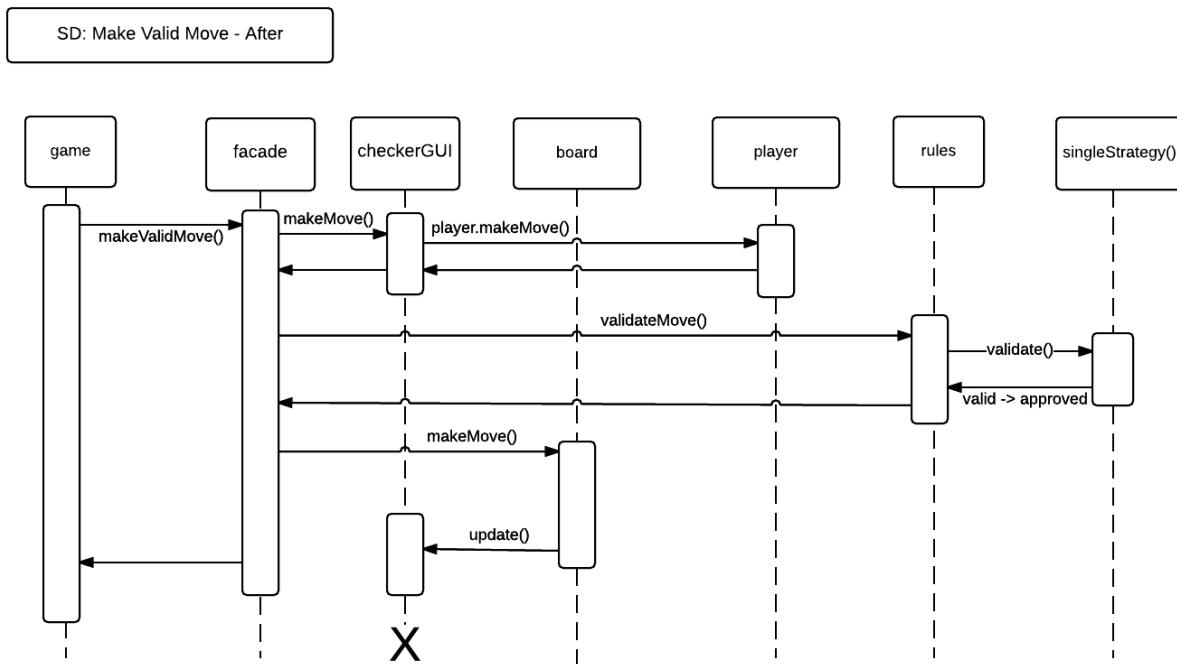 SD: Make Valid Move - After
game
facade
checkerGUI
board
player
rules
singleStrategy()
makeValidMove()
makeMove()
player.makeMove()
validateMove()
validate()
valid -> approved
makeMove()
update()
X